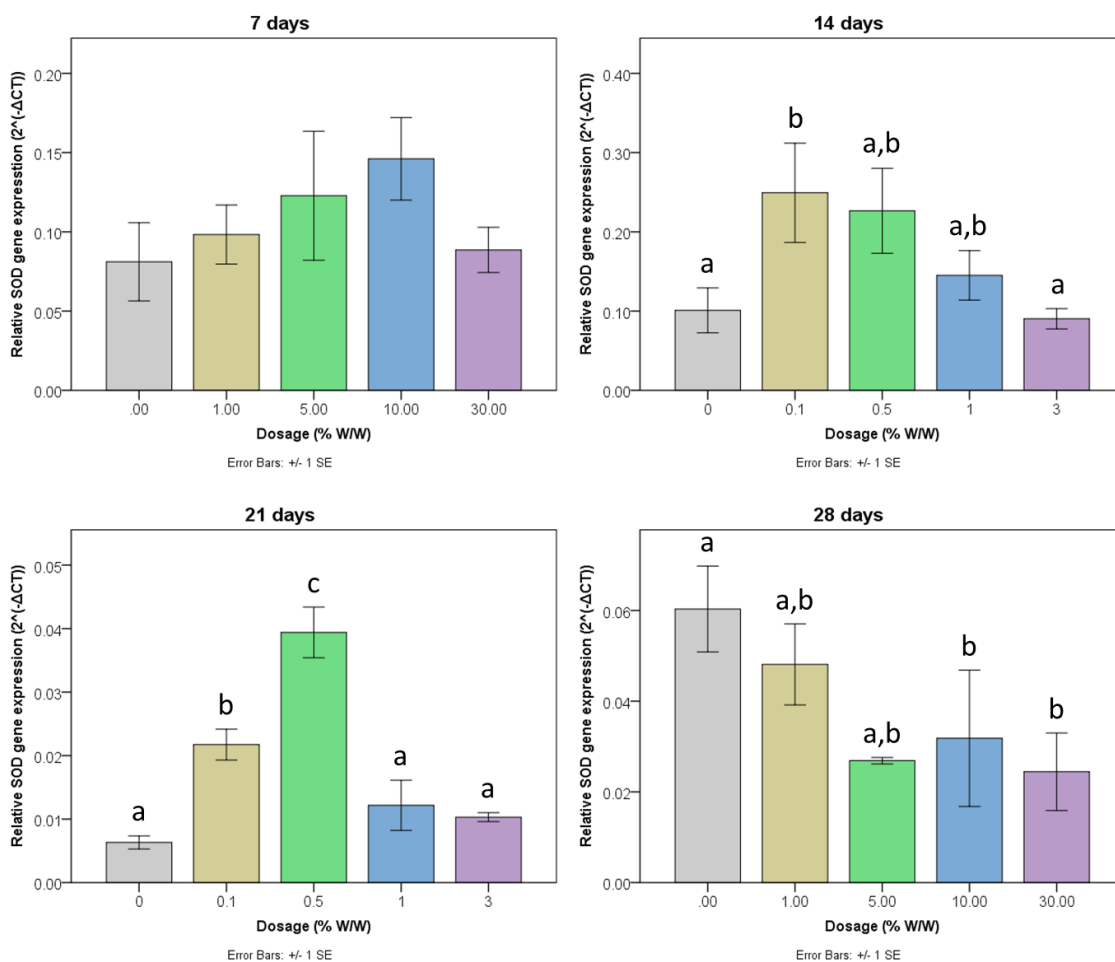 7 days
Relative SOD gene expresstion (2^(-ΔCT))
0.20
0.15
0.10
0.05
0.00
.00 1.00 5.00 10.00 30.00
Dosage (% W/W)
Error Bars: +/- 1 SE
14 days
Relative SOD gene expression (2^(-ΔCT))
0.40
0.30
0.20
0.10
0.00
a b a,b a,b a
0 0.1 0.5 1 3
Dosage (% W/W)
Error Bars: +/- 1 SE
21 days
Relative SOD gene expression (2^(-ΔCT))
0.05
0.04
0.03
0.02
0.01
0.00
a b c a a
0 0.1 0.5 1 3
Dosage (% W/W)
Error Bars: +/- 1 SE
28 days
Relative SOD gene expression (2^(-ΔCT))
0.06
0.04
0.02
0.00
a a,b a,b b b
.00 1.00 5.00 10.00 30.00
Dosage (% W/W)
Error Bars: +/- 1 SE